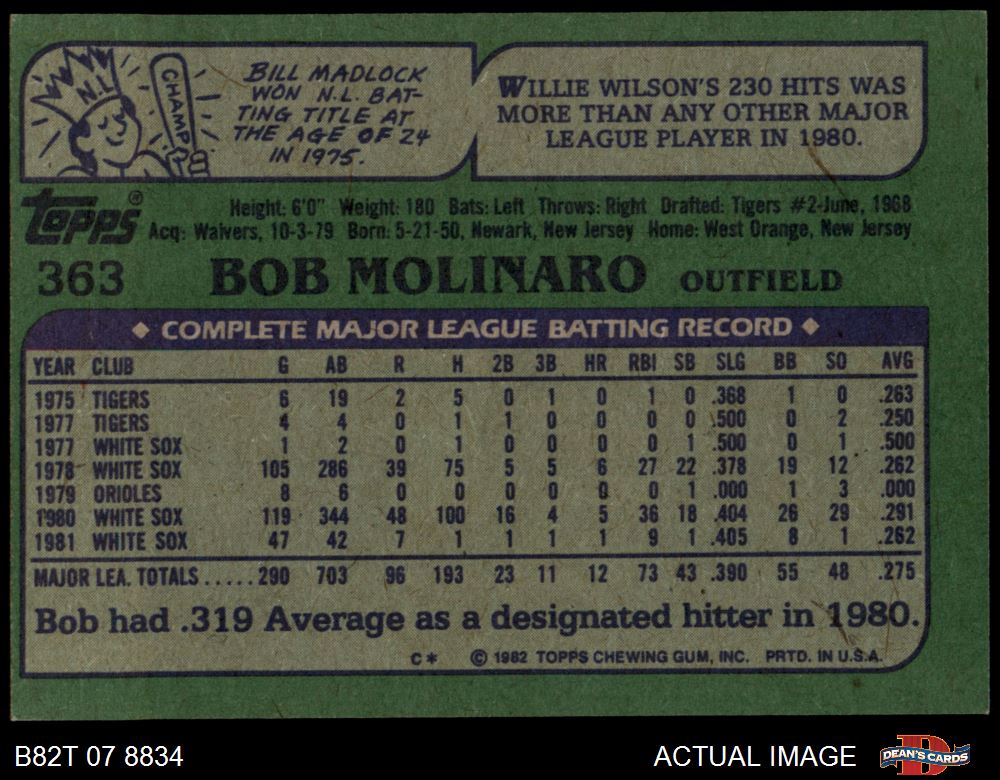 N.L.
CHAMP
BILL MADLOCK
WON N.L. BAT-
TING TITLE AT
THE AGE OF 24
IN 1975.
WILLIE WILSON'S 230 HITS WAS
MORE THAN ANY OTHER MAJOR
LEAGUE PLAYER IN 1980.
Topps®
Height: 6'0" Weight: 180 Bats: Left Throws: Right Drafted: Tigers #2-June, 1968
Acq: Waivers, 10-3-79 Born: 5-21-50, Newark, New Jersey Home: West Orange, New Jersey
363 BOB MOLINARO OUTFIELD
◆ COMPLETE MAJOR LEAGUE BATTING RECORD ◆
YEAR CLUB G AB R H 2B 3B HR RBI SB SLG BB SO AVG
1975 TIGERS 6 19 2 5 0 1 0 1 0 .368 1 0 .263
1977 TIGERS 4 4 0 1 1 0 0 0 0 .500 0 2 .250
1977 WHITE SOX 1 2 0 1 0 0 0 0 1 .500 0 1 .500
1978 WHITE SOX 105 286 39 75 5 5 6 27 22 .378 19 12 .262
1979 ORIOLES 8 6 0 0 0 0 0 0 1 .000 1 3 .000
1980 WHITE SOX 119 344 48 100 16 4 5 36 18 .404 26 29 .291
1981 WHITE SOX 47 42 7 1 1 1 1 9 1 .405 8 1 .262
MAJOR LEA. TOTALS.....290 703 96 193 23 11 12 73 43 .390 55 48 .275
Bob had .319 Average as a designated hitter in 1980.
C* © 1982 TOPPS CHEWING GUM, INC. PRTD. IN U.S.A.
B82T 07 8834 ACTUAL IMAGE DEAN'S CARDS